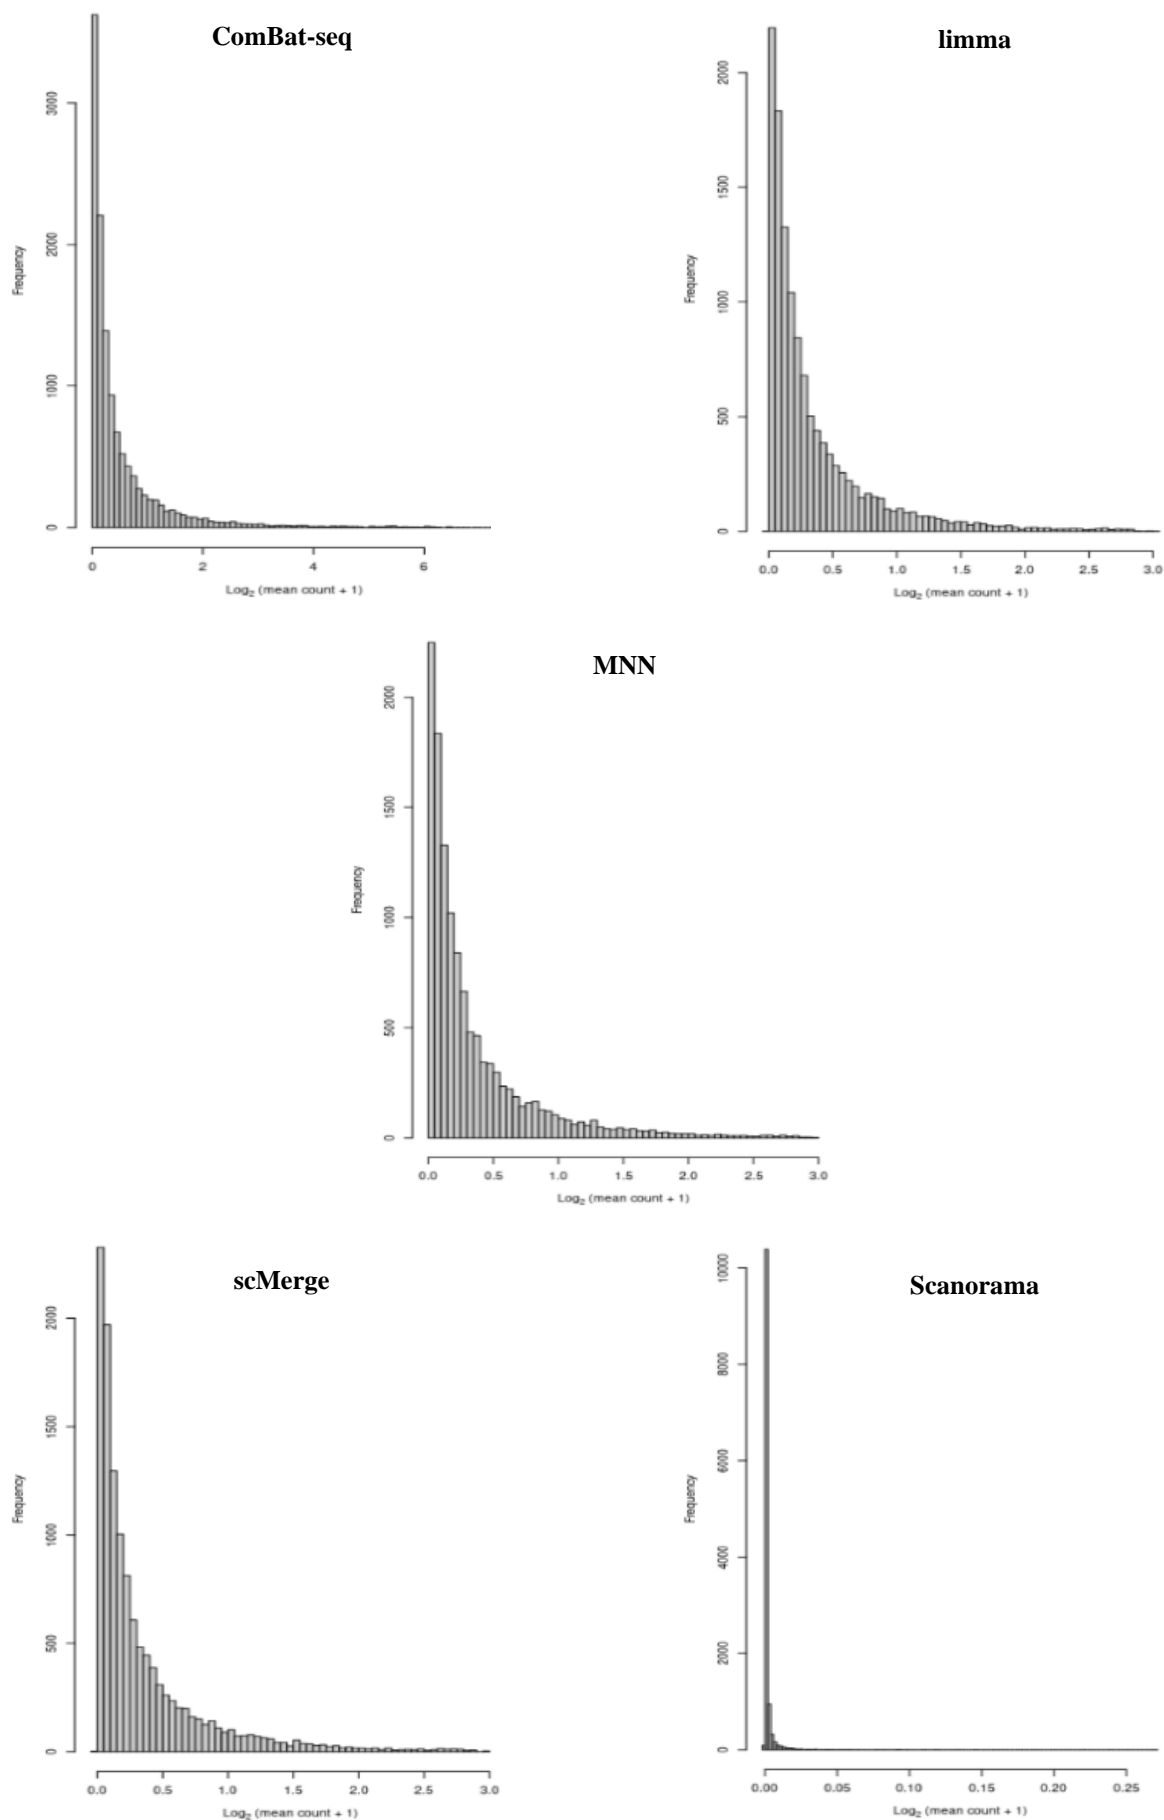 ComBat-seq
3000
2000
1000
0
Frequency
0 2 4 6
Log₂ (mean count + 1)
limma
2000
1500
1000
500
0
Frequency
0.0 0.5 1.0 1.5 2.0 2.5 3.0
Log₂ (mean count + 1)
MNN
2000
1500
1000
500
0
Frequency
0.0 0.5 1.0 1.5 2.0 2.5 3.0
Log₂ (mean count + 1)
scMerge
2000
1500
1000
500
0
Frequency
0.0 0.5 1.0 1.5 2.0 2.5 3.0
Log₂ (mean count + 1)
Scanorama
10000
8000
6000
4000
2000
0
Frequency
0.00 0.05 0.10 0.15 0.20 0.25
Log₂ (mean count + 1)